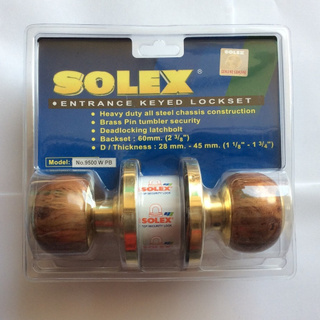 SOLEX
SOLEX
• ENTRANCE KEYED LOCKSET •
• Heavy duty all steel chassis construction
• Brass Pin tumbler security
• Deadlocking latchbolt
• Backset : 60mm. (2 3/8")
• D / Thickness : 28 mm. - 45 mm. (1 1/8" - 1 3/4")
Model: No.9500 W PB
SOLEX
SOLEX